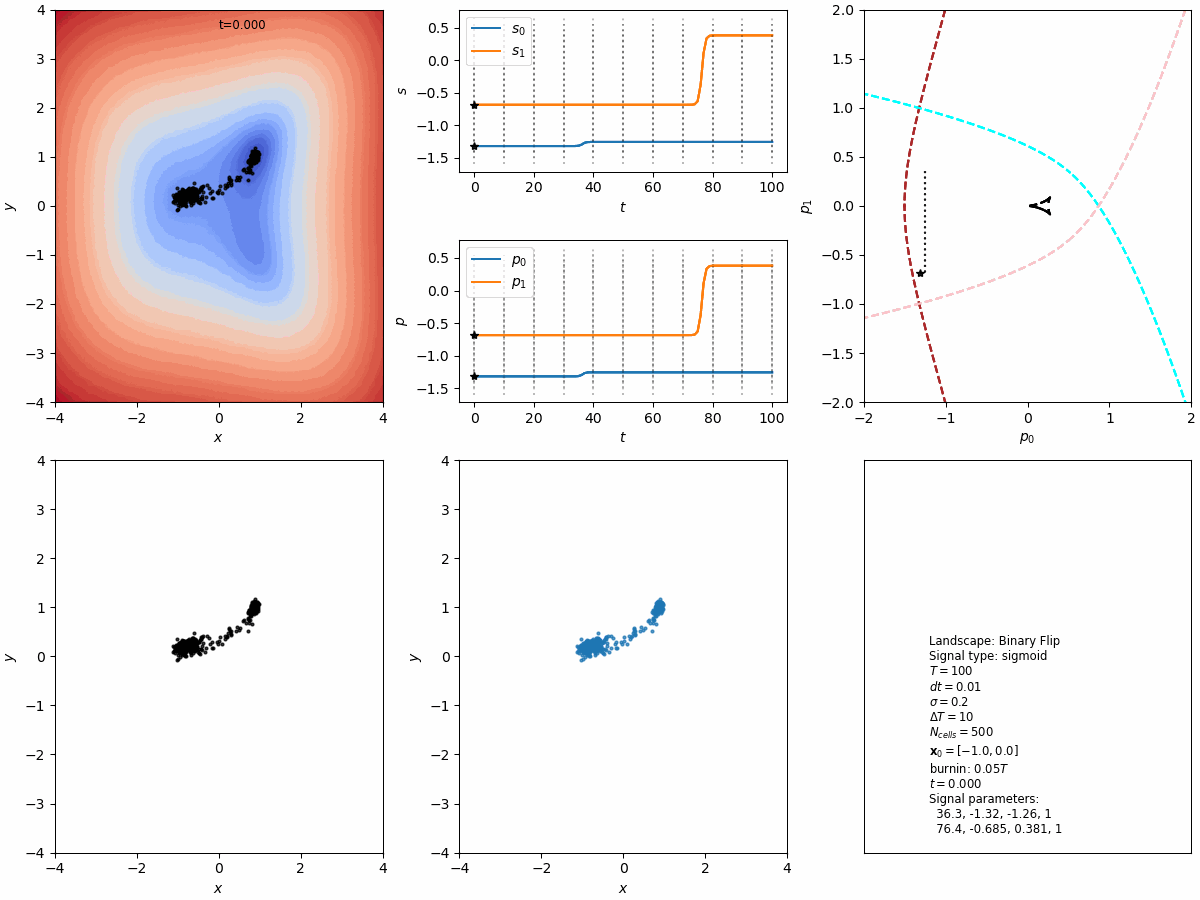 t=0.000
4
3
2
1
0
−1
−2
−3
−4
y
−4 −2 0 2 4
x
s₀
s₁
0.5
0.0
−0.5
−1.0
−1.5
s
0 20 40 60 80 100
t
p₀
p₁
0.5
0.0
−0.5
−1.0
−1.5
p
0 20 40 60 80 100
t
2.0
1.5
1.0
0.5
0.0
−0.5
−1.0
−1.5
−2.0
p₁
−2 −1 0 1 2
p₀
4
3
2
1
0
−1
−2
−3
−4
y
−4 −2 0 2 4
x
4
3
2
1
0
−1
−2
−3
−4
y
−4 −2 0 2 4
x
Landscape: Binary Flip
Signal type: sigmoid
T = 100
dt = 0.01
σ = 0.2
ΔT = 10
N_cells = 500
x₀ = [−1.0, 0.0]
burnin: 0.05T
t = 0.000
Signal parameters:
36.3, -1.32, -1.26, 1
76.4, -0.685, 0.381, 1